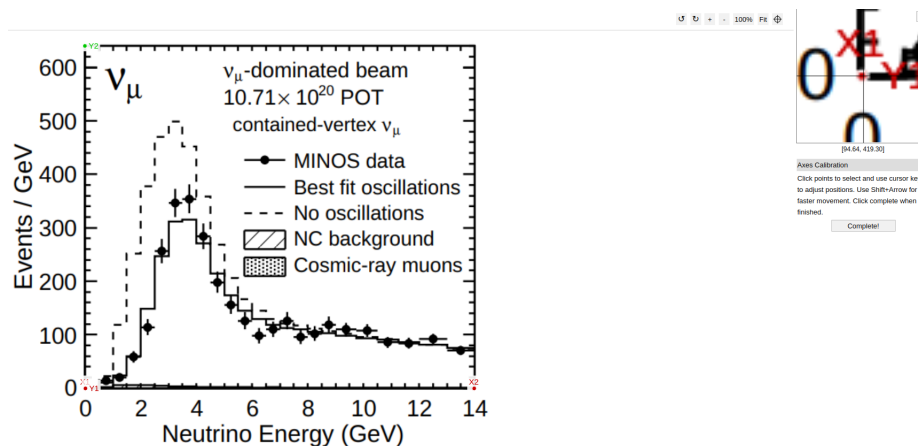 ↺ ↻ + - 100% Fit
Y2
600
500
400
300
200
100
0
Events / GeV
νμ
νμ-dominated beam
10.71× 10²⁰ POT
contained-vertex νμ
MINOS data
Best fit oscillations
No oscillations
NC background
Cosmic-ray muons
X1
Y1
X2
0 2 4 6 8 10 12 14
Neutrino Energy (GeV)
X1
Y1
0
0
[94.64, 419.30]
Axes Calibration
Click points to select and use cursor ke
to adjust positions. Use Shift+Arrow for
faster movement. Click complete when
finished.
Complete!